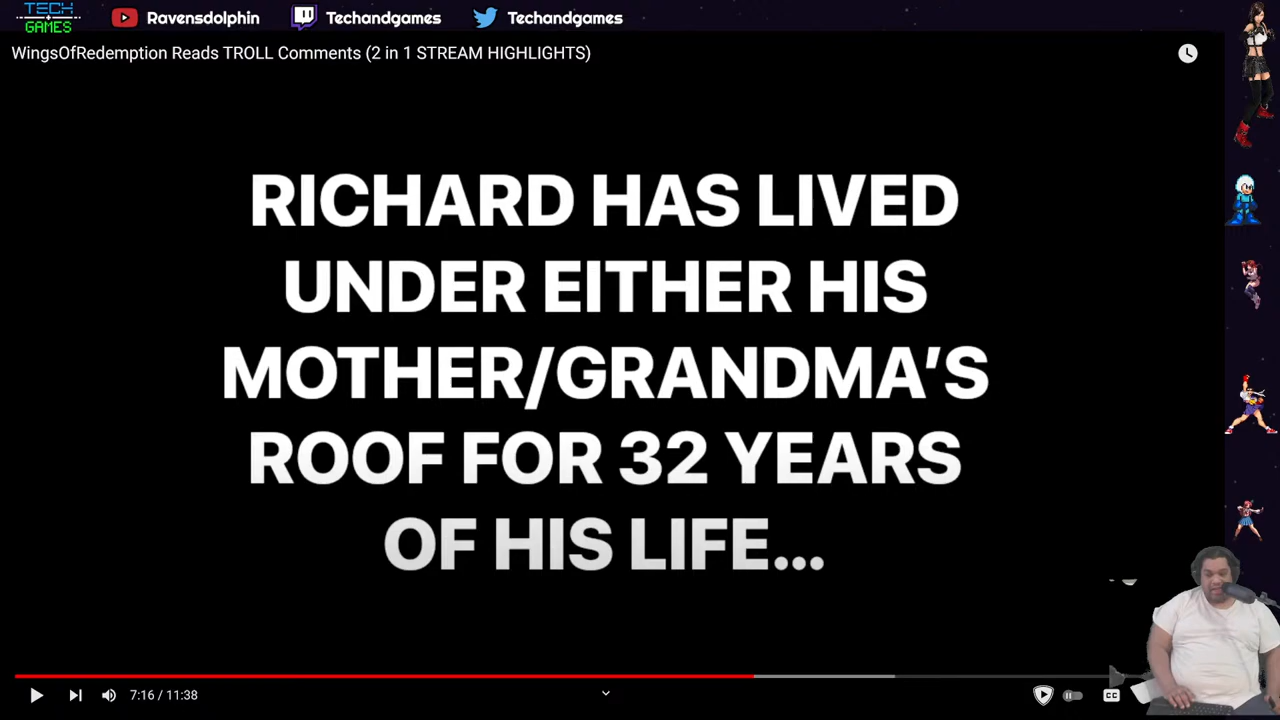 TECH
GAMES
Ravensdolphin
Techandgames
Techandgames
WingsOfRedemption Reads TROLL Comments (2 in 1 STREAM HIGHLIGHTS)
RICHARD HAS LIVED
UNDER EITHER HIS
MOTHER/GRANDMA'S
ROOF FOR 32 YEARS
OF HIS LIFE...
7:16 / 11:38
CC